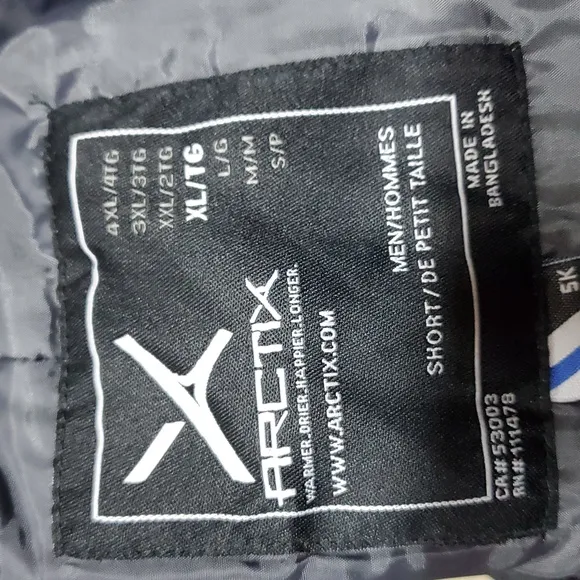 4XL/4TG
3XL/3TG
XXL/2TG
XL/TG
L/G
M/M
S/P
ARCTIX
WARMER.DRIER.HAPPIER.LONGER.
WWW.ARCTIX.COM
MEN/HOMMES
SHORT/DE PETIT TAILLE
MADE IN
BANGLADESH
CA# 53003
RN# 111478
SK